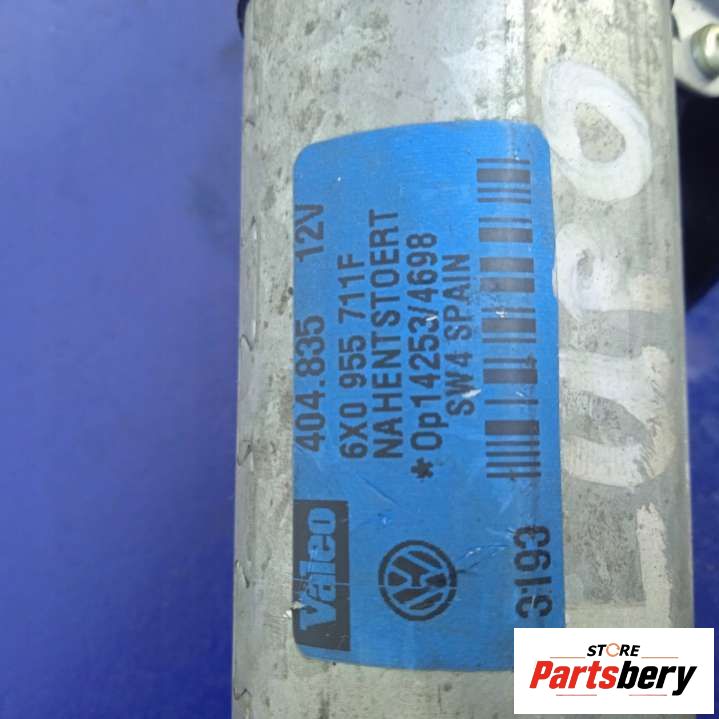 404.835 12V
6X0 955 711F
NAHENTSTOERT
*Op14253/4698
SW4 SPAIN
Valeo
3193
STORE
Partsbery